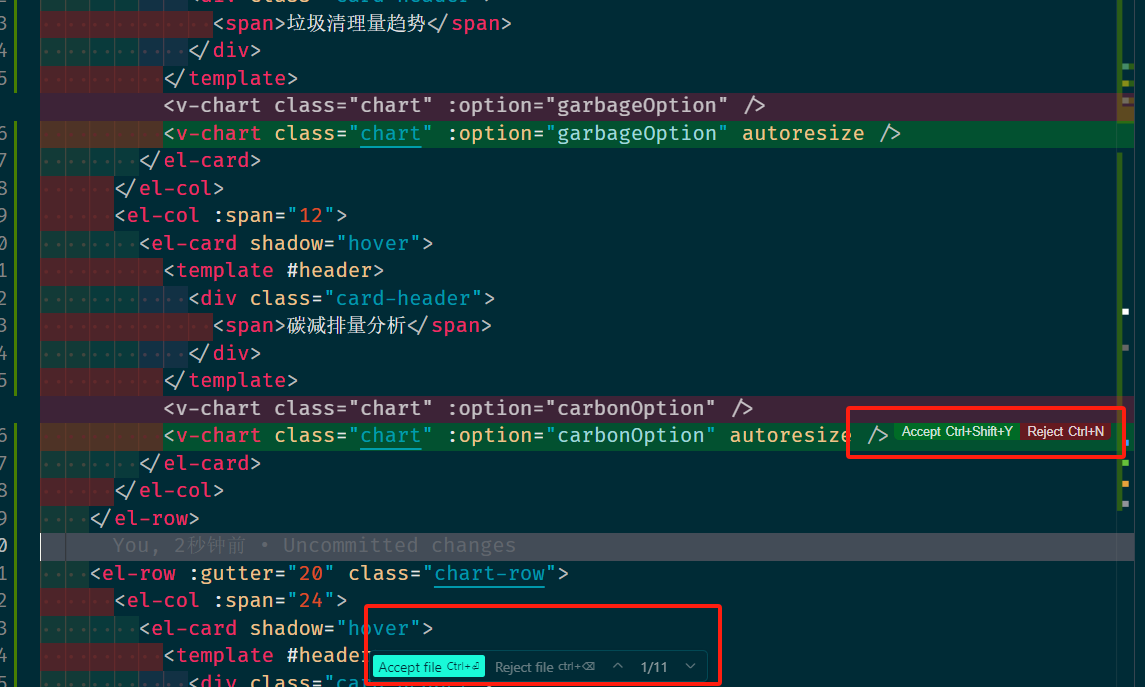 <div class="card-header">
3 <span>垃圾清理量趋势</span>
4 </div>
5 </template>
<v-chart class="chart" :option="garbageOption" />
6 <v-chart class="chart" :option="garbageOption" autoresize />
7 </el-card>
8 </el-col>
9 <el-col :span="12">
0 <el-card shadow="hover">
1 <template #header>
2 <div class="card-header">
3 <span>碳减排量分析</span>
4 </div>
5 </template>
<v-chart class="chart" :option="carbonOption" />
6 <v-chart class="chart" :option="carbonOption" autoresize /> Accept Ctrl+Shift+Y Reject Ctrl+N
7 </el-card>
8 </el-col>
9 </el-row>
0 You, 2秒钟前 • Uncommitted changes
1 <el-row :gutter="20" class="chart-row">
2 <el-col :span="24">
3 <el-card shadow="hover">
4 <template #header
Accept file Ctrl+⏎ Reject file ctrl+⌫ 1/11
5 <div class="car